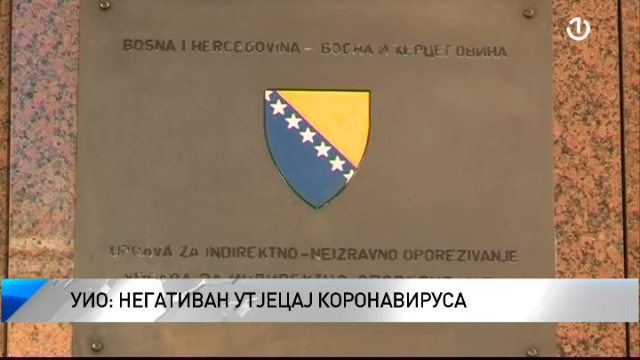 BOSNA I HERCEGOVINA – БОСНА И ХЕРЦЕГОВИНА
UPRAVA ZA INDIREKTNO–NEIZRAVNO OPOREZIVANJE
УИО: НЕГАТИВАН УТЈЕЦАЈ КОРОНАВИРУСА